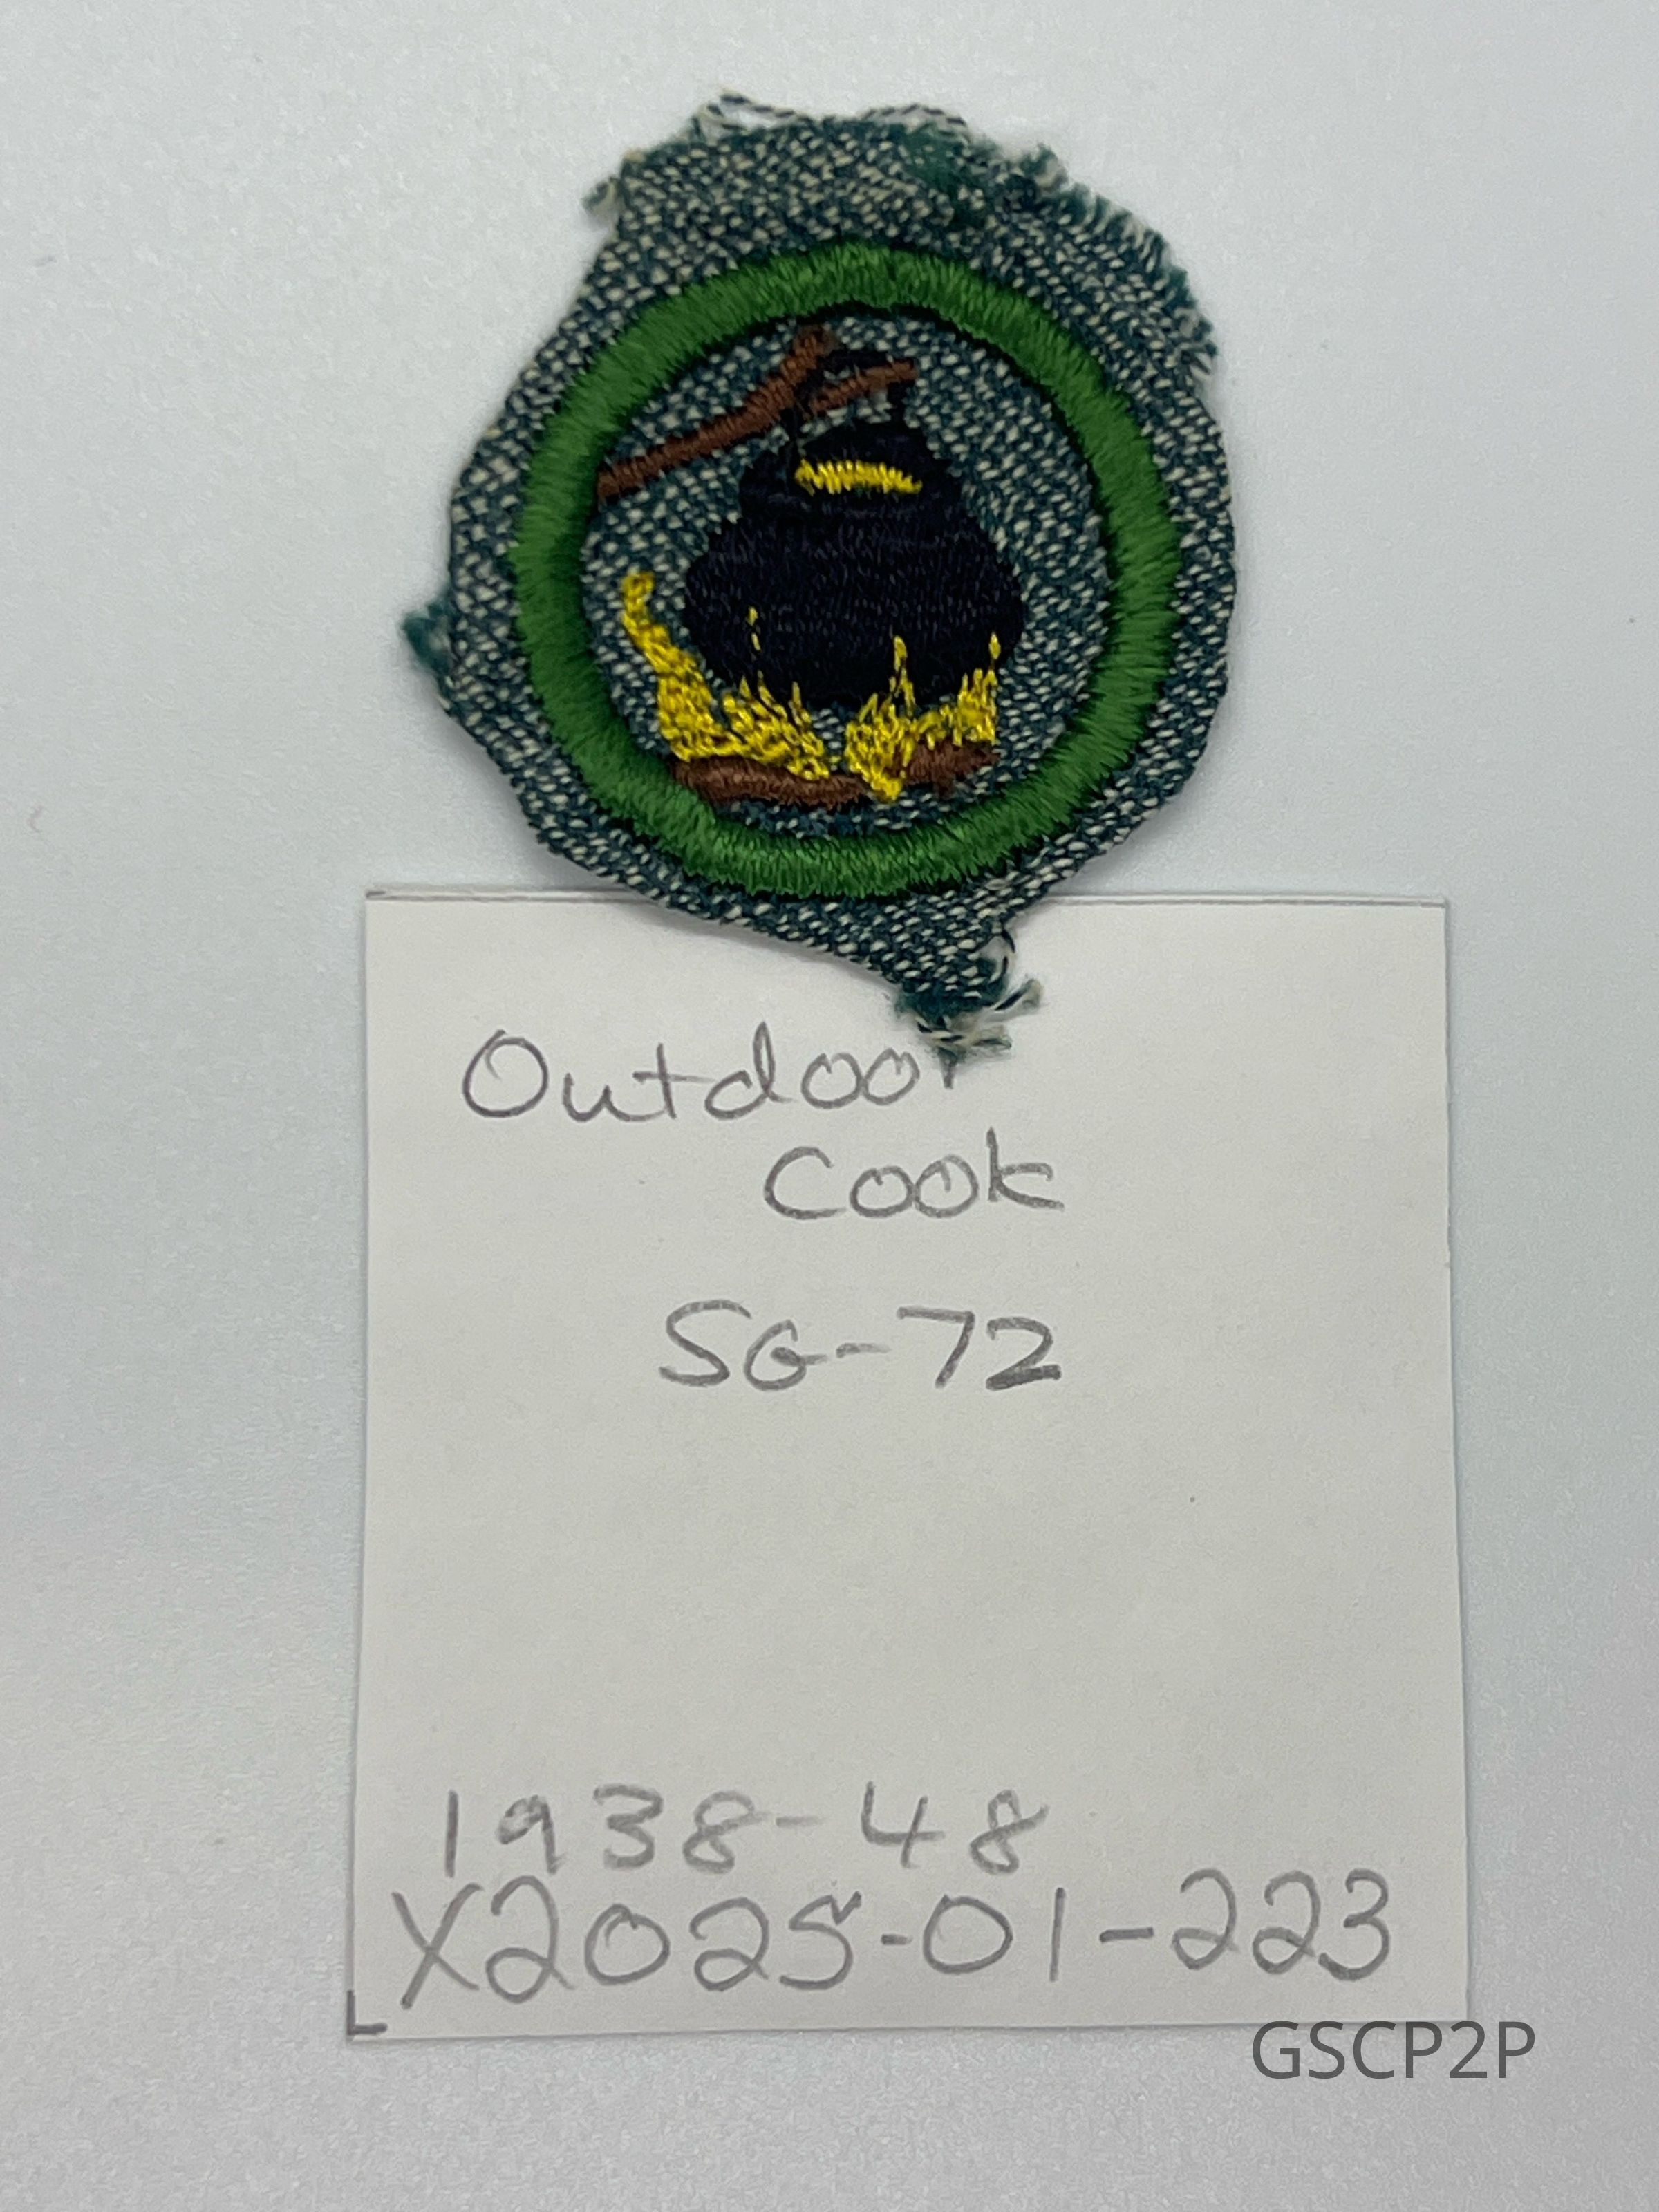 Outdoor
Cook
SG-72
1938-48
X2025-01-223
GSCP2P